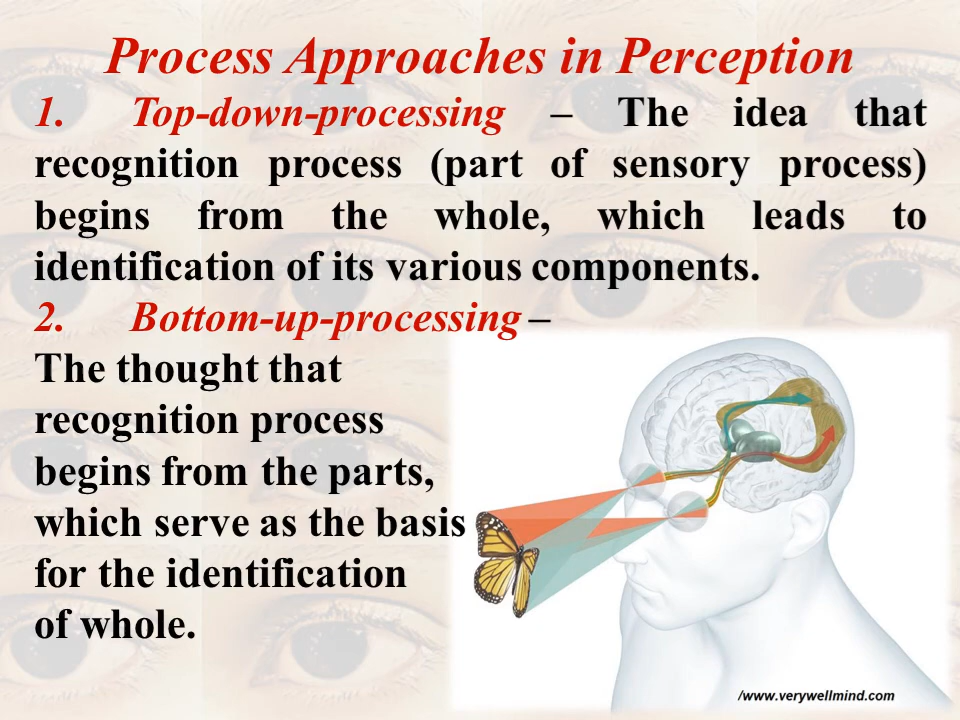 Process Approaches in Perception
1. Top-down-processing – The idea that
recognition process (part of sensory process)
begins from the whole, which leads to
identification of its various components.
2. Bottom-up-processing –
The thought that
recognition process
begins from the parts,
which serve as the basis
for the identification
of whole.
/www.verywellmind.com